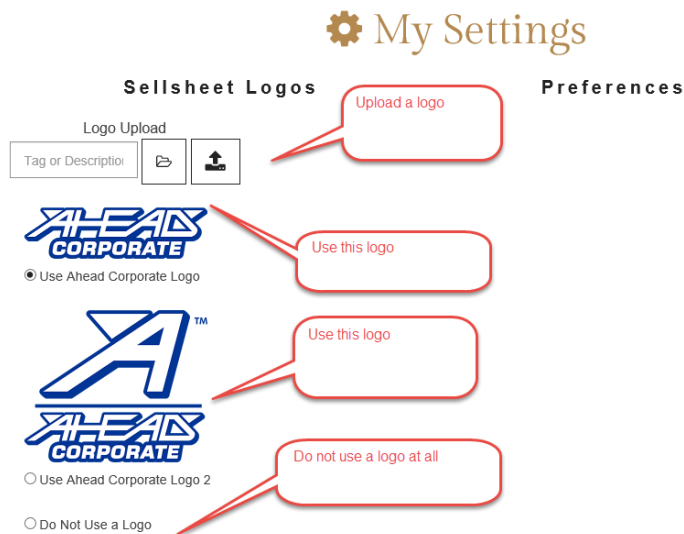 My Settings
Sellsheet Logos
Preferences
Upload a logo
Logo Upload
Tag or Descriptio
AHEAD
CORPORATE
Use this logo
Use Ahead Corporate Logo
A TM
Use this logo
AHEAD
CORPORATE
Do not use a logo at all
Use Ahead Corporate Logo 2
Do Not Use a Logo